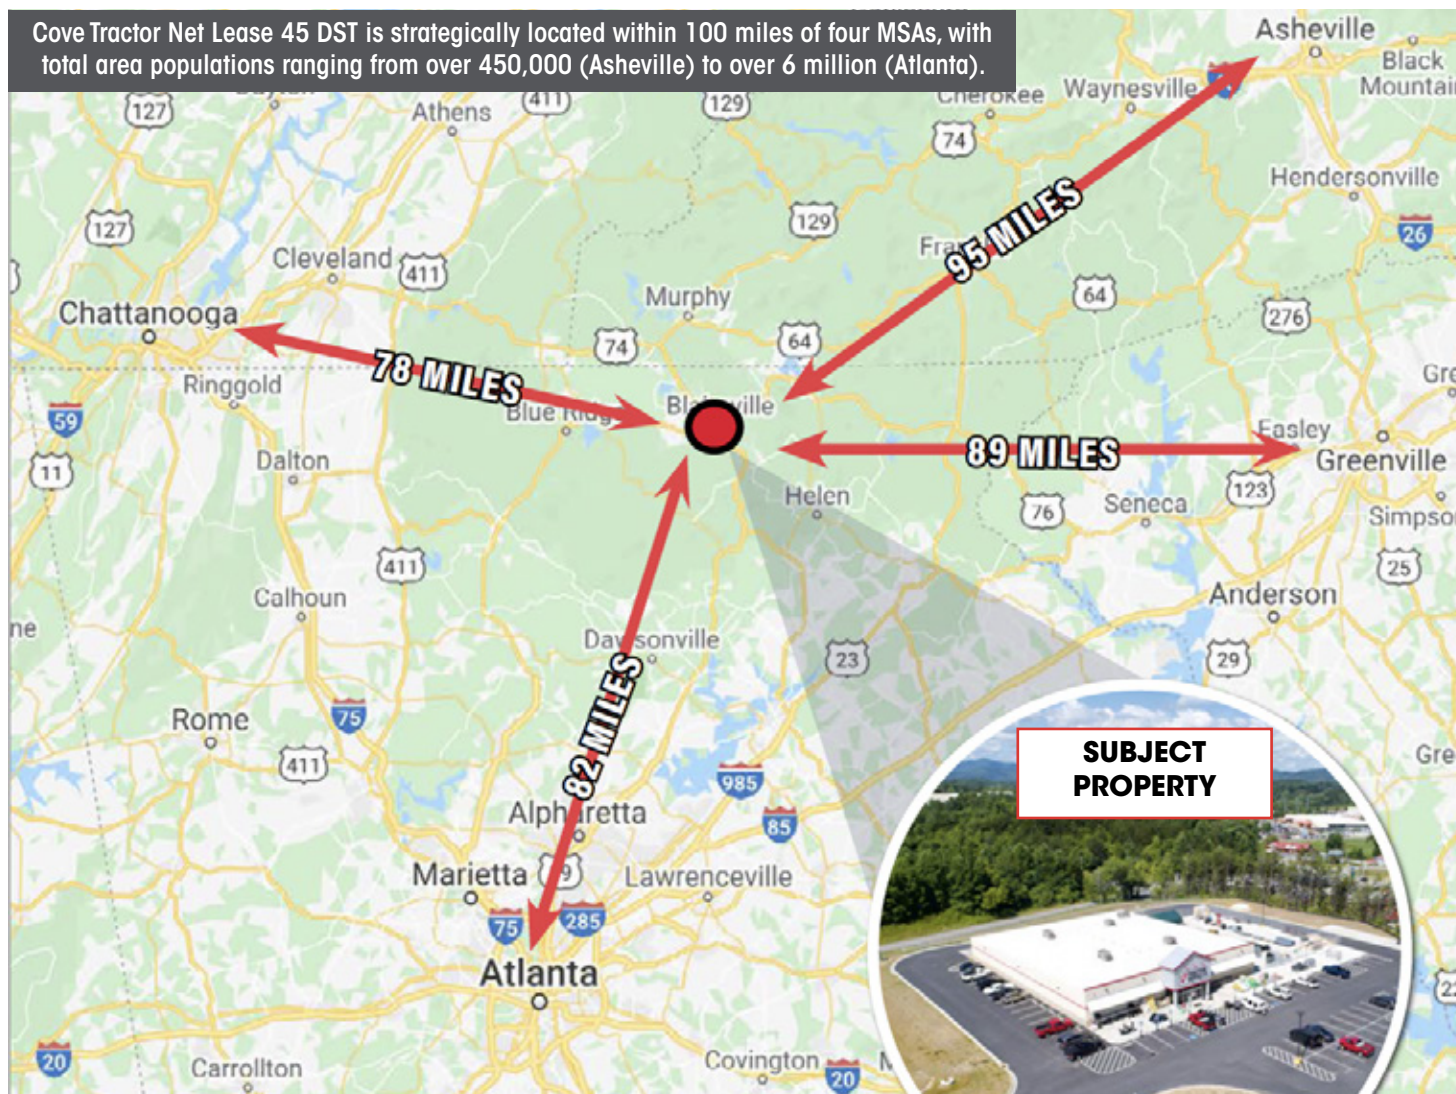 Cove Tractor Net Lease 45 DST is strategically located within 100 miles of four MSAs, with
total area populations ranging from over 450,000 (Asheville) to over 6 million (Atlanta).
Asheville
Black
Mountain
127
411
129
Cherokee
Waynesville
Athens
74
Hendersonville
127
129
26
95 MILES
Cleveland
411
Murphy
64
Chattanooga
276
74
64
78 MILES
Ringgold
Blue Ridge
Blairsville
59
Easley
89 MILES
Greenville
11
Dalton
Helen
123
76
Seneca
411
25
Calhoun
Anderson
Dawsonville
23
29
82 MILES
Rome
75
411
985
SUBJECT
PROPERTY
Alpharetta
85
Marietta
Lawrenceville
75
285
Atlanta
20
Carrollton
Covington
20